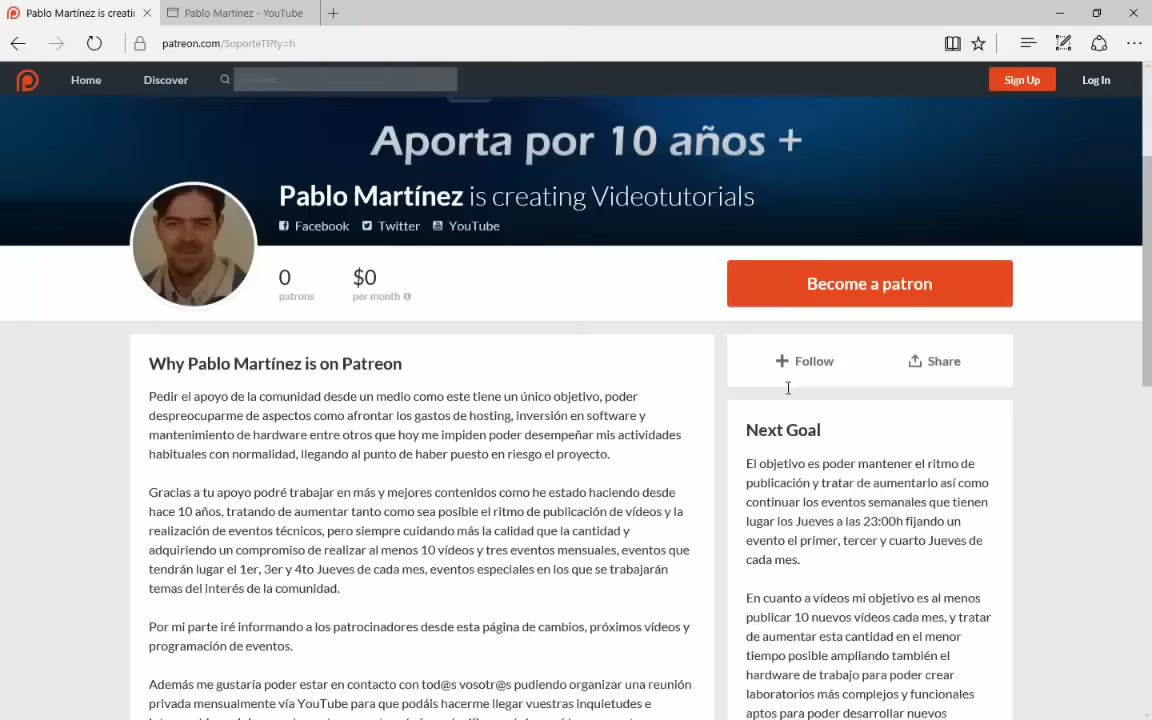 Pablo Martínez is creati
Pablo Martínez - YouTube
patreon.com/SoporteTI?ty=h
Home
Discover
Sign Up
Log In
Aporta por 10 años +
Pablo Martínez is creating Videotutorials
Facebook
Twitter
YouTube
0
patrons
$0
per month
Become a patron
Why Pablo Martínez is on Patreon
Pedir el apoyo de la comunidad desde un medio como este tiene un único objetivo, poder
despreocuparme de aspectos como afrontar los gastos de hosting, inversión en software y
mantenimiento de hardware entre otros que hoy me impiden poder desempeñar mis actividades
habituales con normalidad, llegando al punto de haber puesto en riesgo el proyecto.
Gracias a tu apoyo podré trabajar en más y mejores contenidos como he estado haciendo desde
hace 10 años, tratando de aumentar tanto como sea posible el ritmo de publicación de vídeos y la
realización de eventos técnicos, pero siempre cuidando más la calidad que la cantidad y
adquiriendo un compromiso de realizar al menos 10 vídeos y tres eventos mensuales, eventos que
tendrán lugar el 1er, 3er y 4to Jueves de cada mes, eventos especiales en los que se trabajarán
temas del interés de la comunidad.
Por mi parte iré informando a los patrocinadores desde esta página de cambios, próximos vídeos y
programación de eventos.
Además me gustaría poder estar en contacto con tod@s vosotr@s pudiendo organizar una reunión
privada mensualmente vía YouTube para que podáis hacerme llegar vuestras inquietudes e
Follow
Share
Next Goal
El objetivo es poder mantener el ritmo de
publicación y tratar de aumentarlo así como
continuar los eventos semanales que tienen
lugar los Jueves a las 23:00h fijando un
evento el primer, tercer y cuarto Jueves de
cada mes.
En cuanto a vídeos mi objetivo es al menos
publicar 10 nuevos vídeos cada mes, y tratar
de aumentar esta cantidad en el menor
tiempo posible ampliando también el
hardware de trabajo para poder crear
laboratorios más complejos y funcionales
aptos para poder desarrollar nuevos